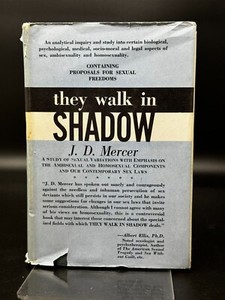 An analytical inquiry and study into certain biological,
psychological, medical, socio-moral and legal aspects of
sex, ambisexuality and homosexuality.
CONTAINING
PROPOSALS FOR SEXUAL
FREEDOMS
they walk in
SHADOW
J. D. Mercer
A STUDY OF SEXUAL VARIATIONS WITH EMPHASIS ON
THE AMBISEXUAL AND HOMOSEXUAL COMPONENTS
AND OUR CONTEMPORARY SEX LAWS
* * * * * * *
"J. D. Mercer has spoken out sanely and courageously
against the needless and inhuman persecution of sex
deviants which still persists in our society and he makes
some suggestions for changes in our sex laws that merit
serious consideration. Although I cannot agree with many
of his views on homosexuality, this is a controversial
book that may interest those concerned about the special-
ized fields with which THEY WALK IN SHADOW deals."
—Albert Ellis, Ph.D.
Noted sexologist and
psychotherapist, Author
of The American Sexual
Tragedy and Sex With-
out Guilt, etc.